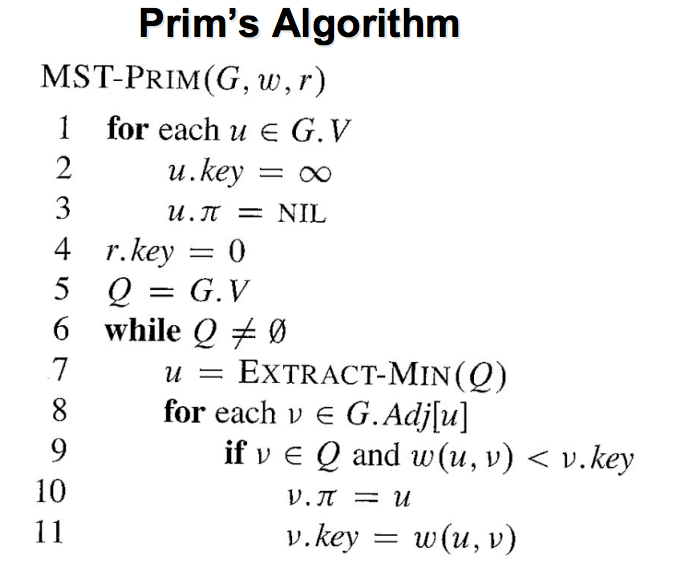 Prim's Algorithm
MST-PRIM(G, w, r)
1 for each u ∈ G.V
2 u.key = ∞
3 u.π = NIL
4 r.key = 0
5 Q = G.V
6 while Q ≠ ∅
7 u = EXTRACT-MIN(Q)
8 for each v ∈ G.Adj[u]
9 if v ∈ Q and w(u, v) < v.key
10 v.π = u
11 v.key = w(u, v)